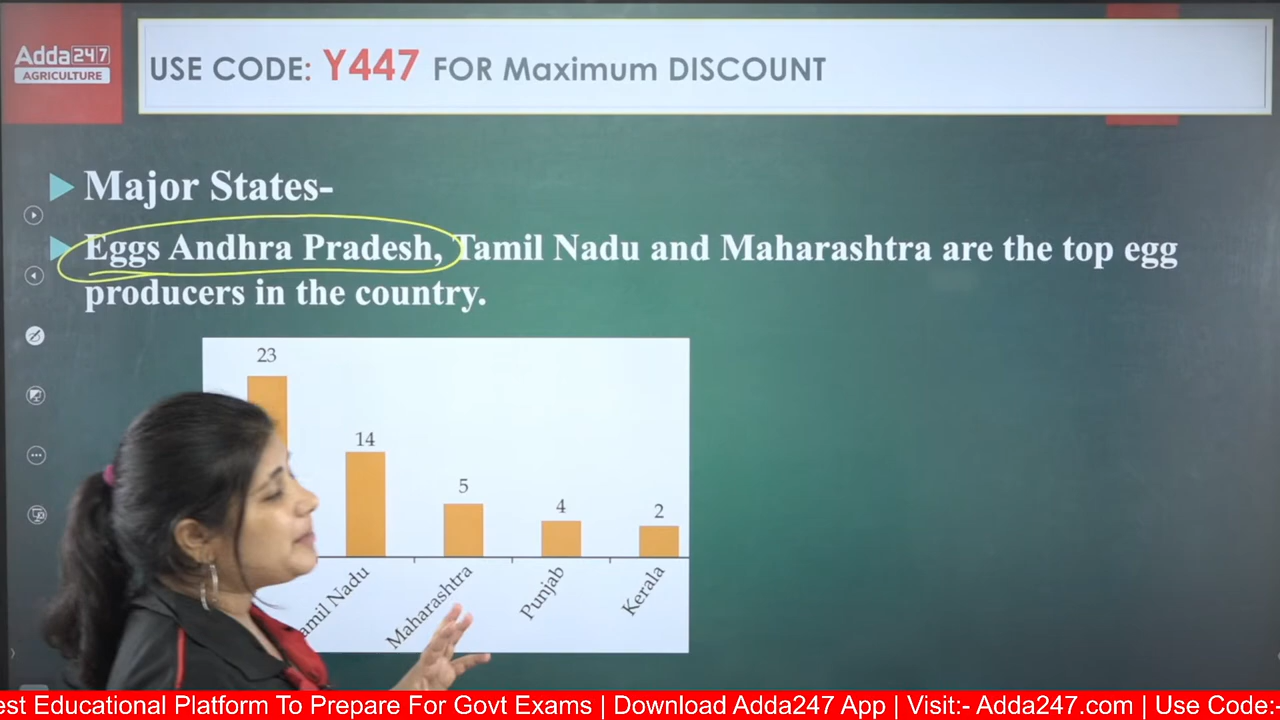 Adda247
AGRICULTURE
USE CODE: Y447 FOR Maximum DISCOUNT
Major States-
Eggs Andhra Pradesh, Tamil Nadu and Maharashtra are the top egg
producers in the country.
23
14
5
4
2
amil Nadu
Maharashtra
Punjab
Kerala
est Educational Platform To Prepare For Govt Exams | Download Adda247 App | Visit:- Adda247.com | Use Code:-